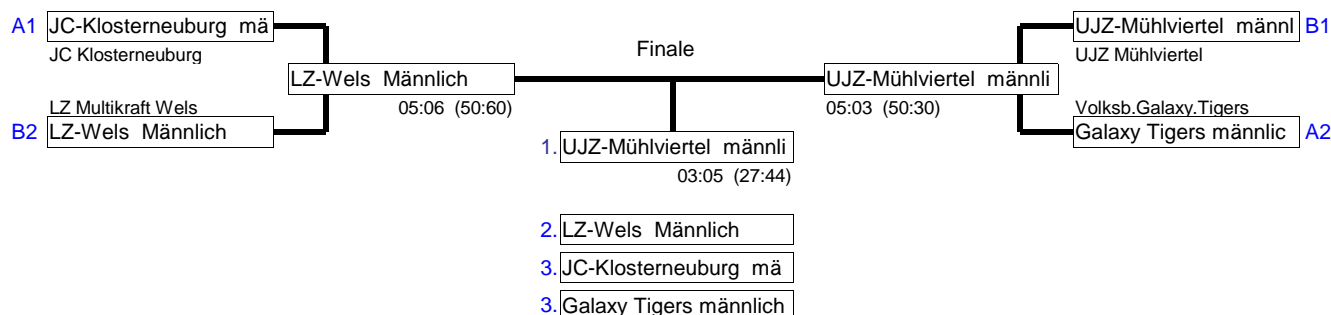 A1 JC-Klosterneuburg mä
JC Klosterneuburg
LZ Multikraft Wels
B2 LZ-Wels Männlich
LZ-Wels Männlich
05:06 (50:60)
Finale
UJZ-Mühlviertel männl B1
UJZ Mühlviertel
UJZ-Mühlviertel männli
05:03 (50:30)
Volksb.Galaxy.Tigers
Galaxy Tigers männlic A2
1. UJZ-Mühlviertel männli
03:05 (27:44)
2. LZ-Wels Männlich
3. JC-Klosterneuburg mä
3. Galaxy Tigers männlich